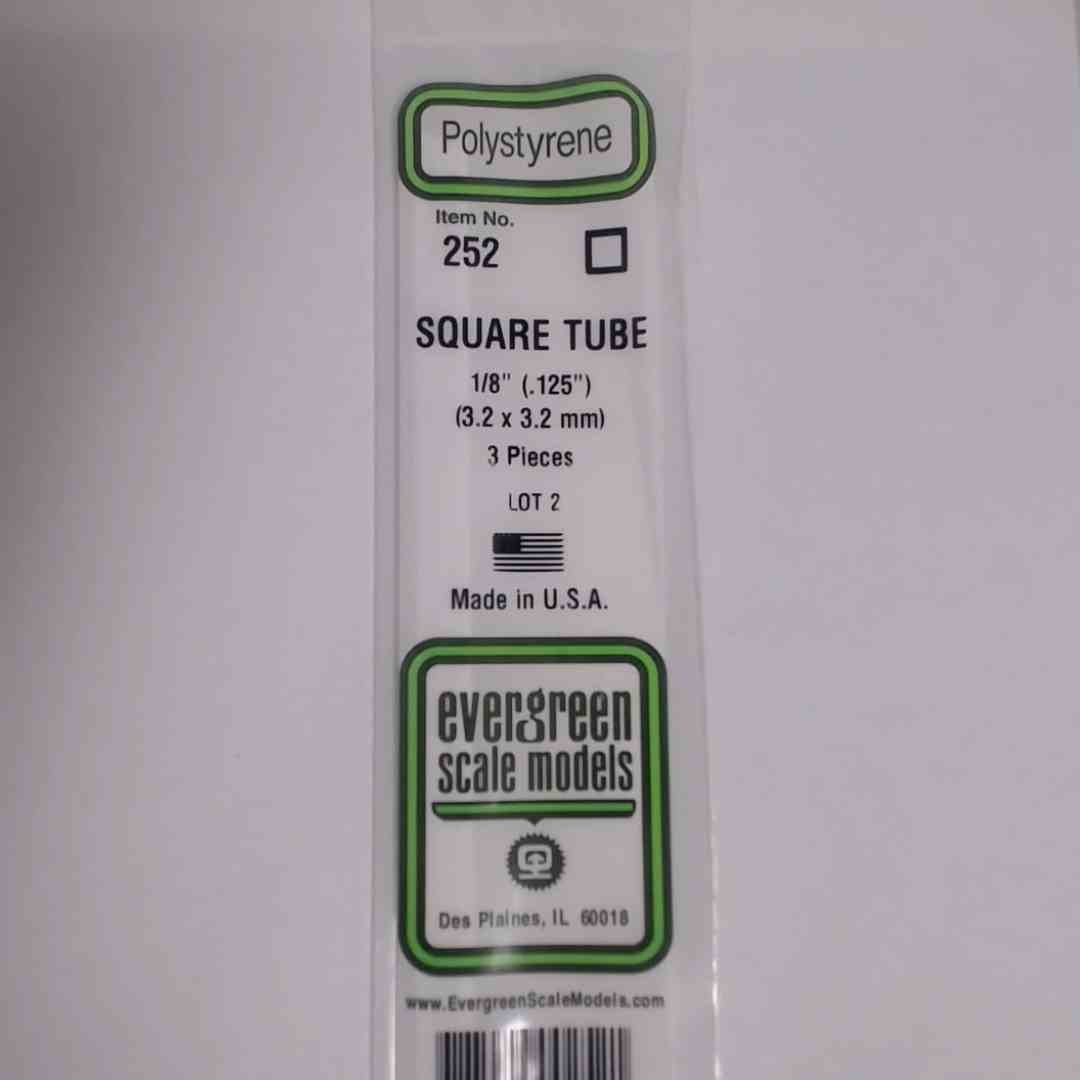 Polystyrene
Item No.
252
SQUARE TUBE
1/8" (.125")
(3.2 x 3.2 mm)
3 Pieces
LOT 2
Made in U.S.A.
evergreen
scale models
Des Plaines, IL 60018
www.EvergreenScaleModels.com